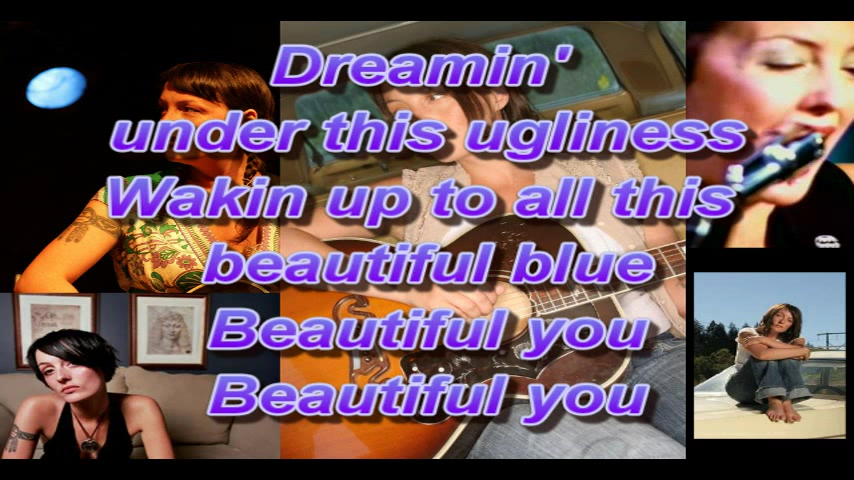 Dreamin'
under this ugliness
Wakin up to all this
beautiful blue
Beautiful you
Beautiful you